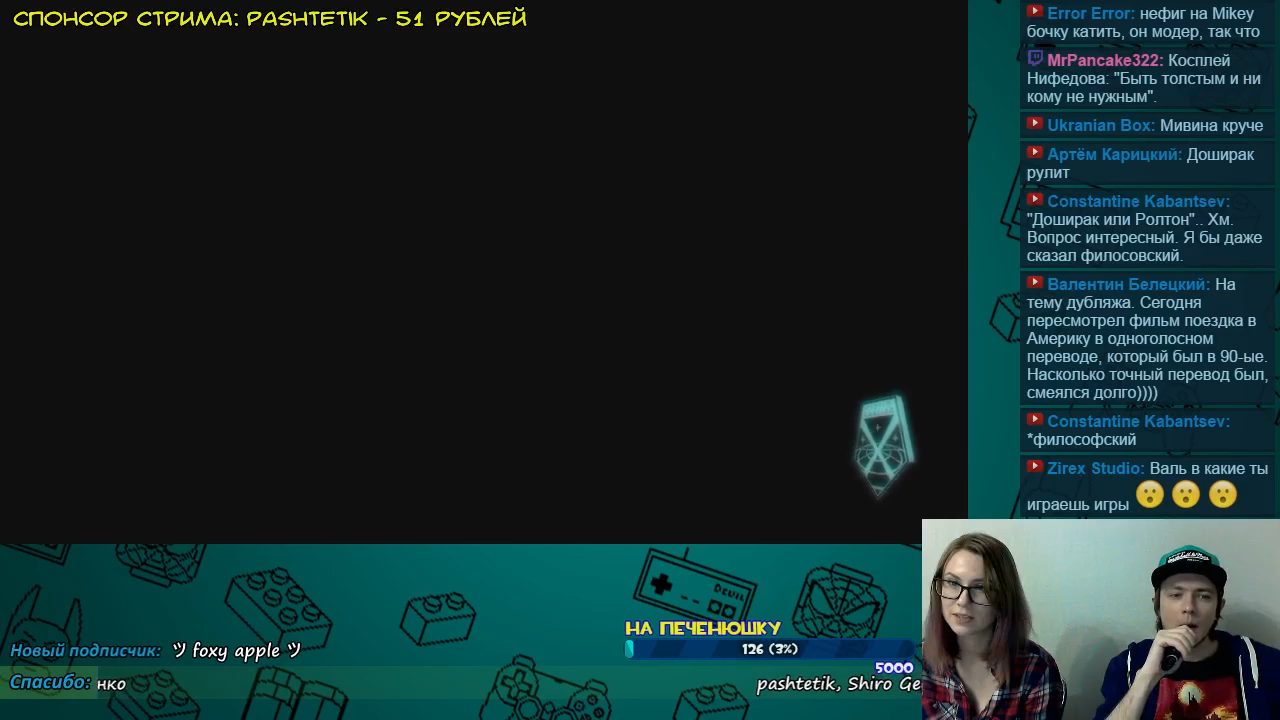 СПОНСОР СТРИМА: PASHTETIK - 51 РУБЛЕЙ
Error Error: нефиг на Mikey
бочку катить, он модер, так что
MrPancake322: Косплей
Нифедова: "Быть толстым и ни
кому не нужным".
Ukranian Box: Мивина круче
Артём Карицкий: Доширак
рулит
Constantine Kabantsev:
"Доширак или Ролтон".. Хм.
Вопрос интересный. Я бы даже
сказал филосовский.
Валентин Белецкий: На
тему дубляжа. Сегодня
пересмотрел фильм поездка в
Америку в одноголосном
переводе, который был в 90-ые.
Насколько точный перевод был,
смеялся долго))))
Constantine Kabantsev:
*философский
Zirex Studio: Валь в какие ты
играешь игры
Devil
НА ПЕЧЕНЮШКУ
126 (3%)
5000
Новый подписчик: ツ foxy apple ツ
Спасибо: нко
pashtetik, Shiro Ge